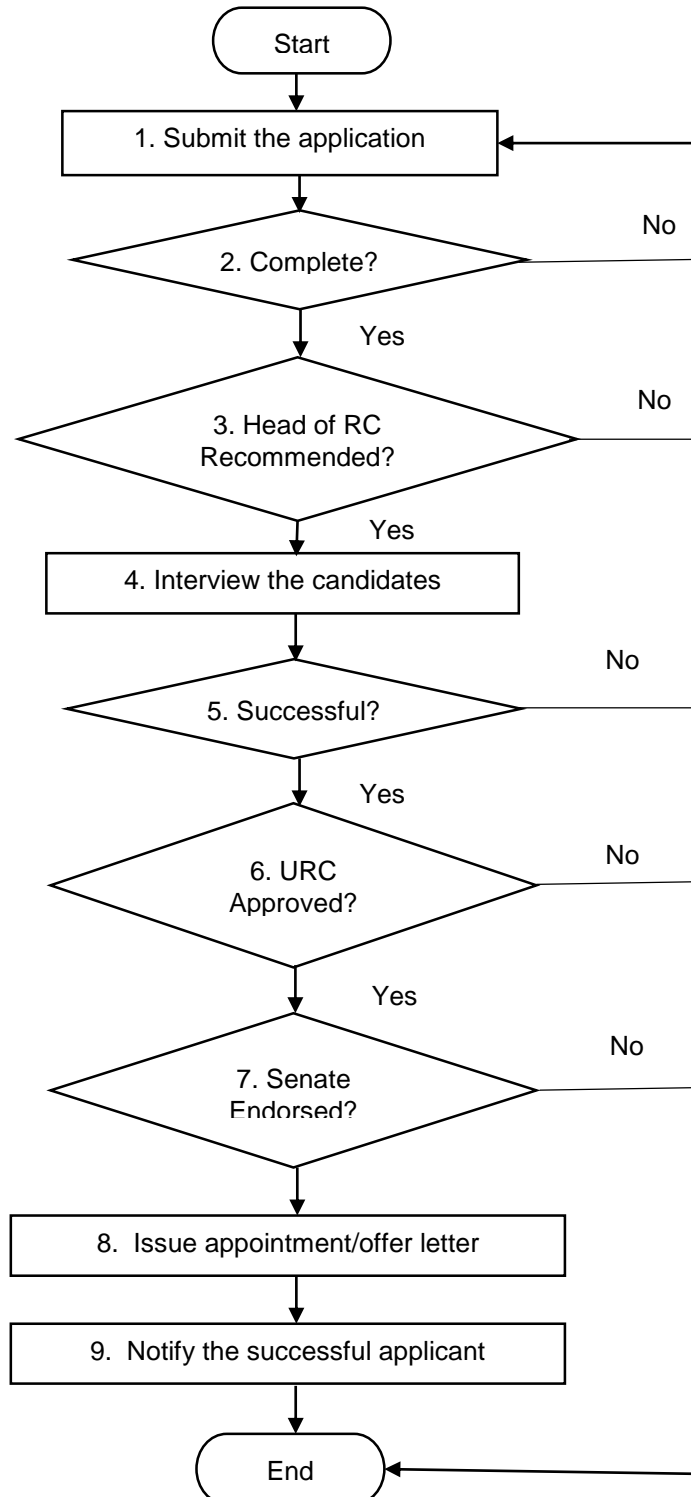 Start
1. Submit the application
No
2. Complete?
Yes
No
3. Head of RC
Recommended?
Yes
4. Interview the candidates
No
5. Successful?
Yes
No
6. URC
Approved?
Yes
No
7. Senate
Endorsed?
8. Issue appointment/offer letter
9. Notify the successful applicant
End